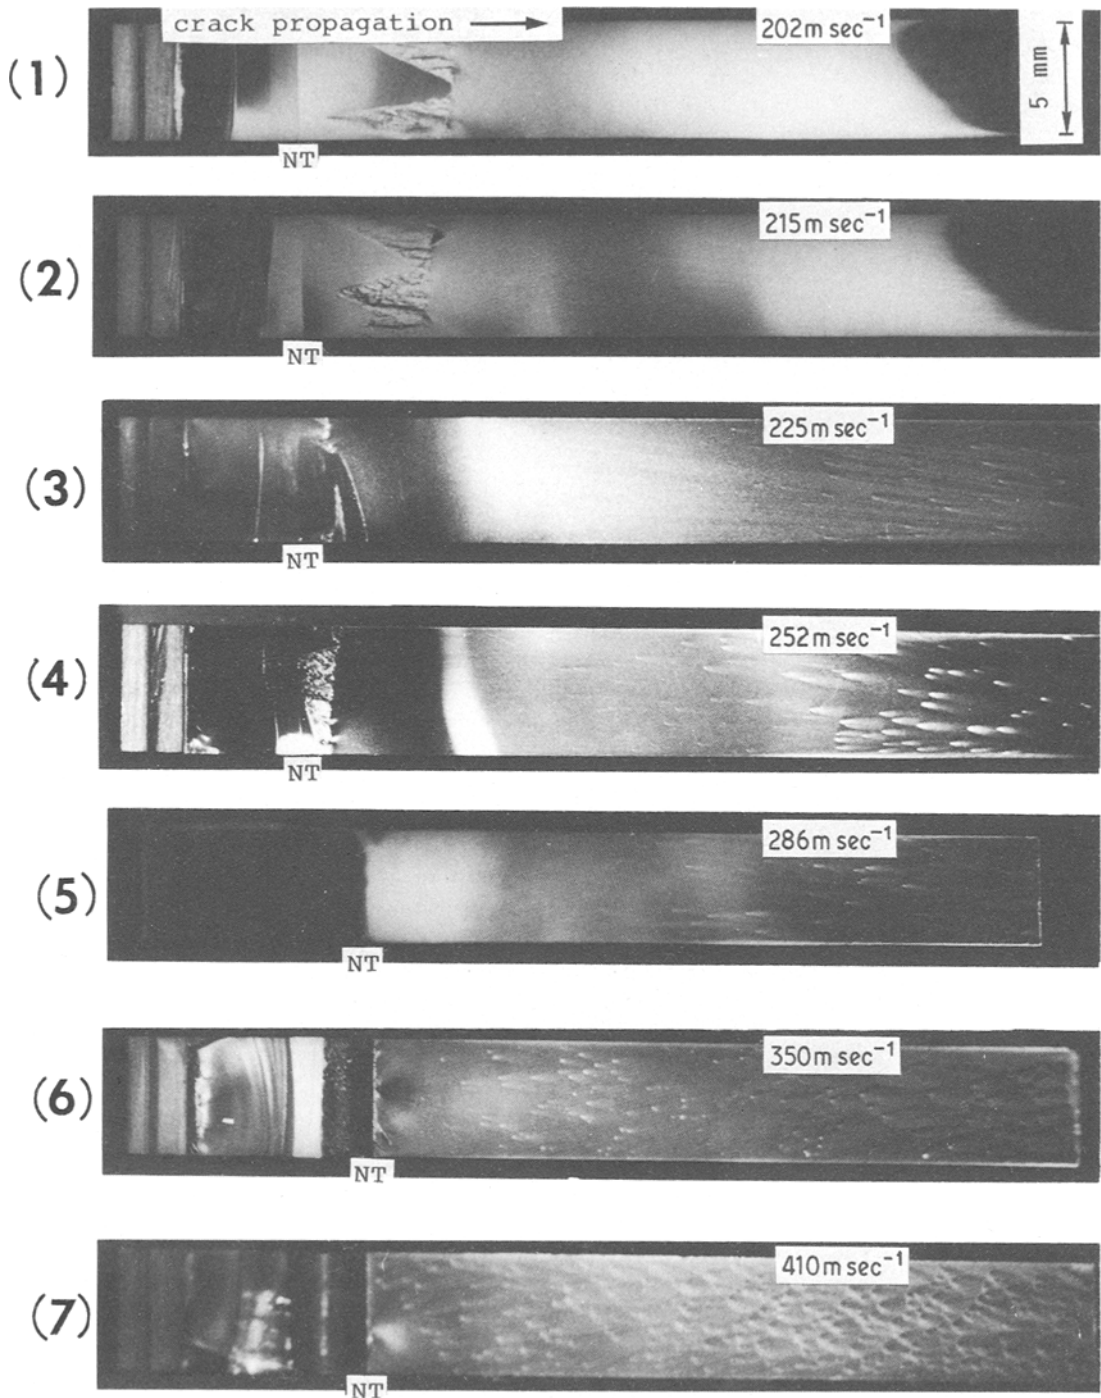 crack propagation
(1)
202m sec⁻¹
5 mm
NT
(2)
215m sec⁻¹
NT
(3)
225m sec⁻¹
NT
(4)
252m sec⁻¹
NT
(5)
286m sec⁻¹
NT
(6)
350m sec⁻¹
NT
(7)
410m sec⁻¹
NT